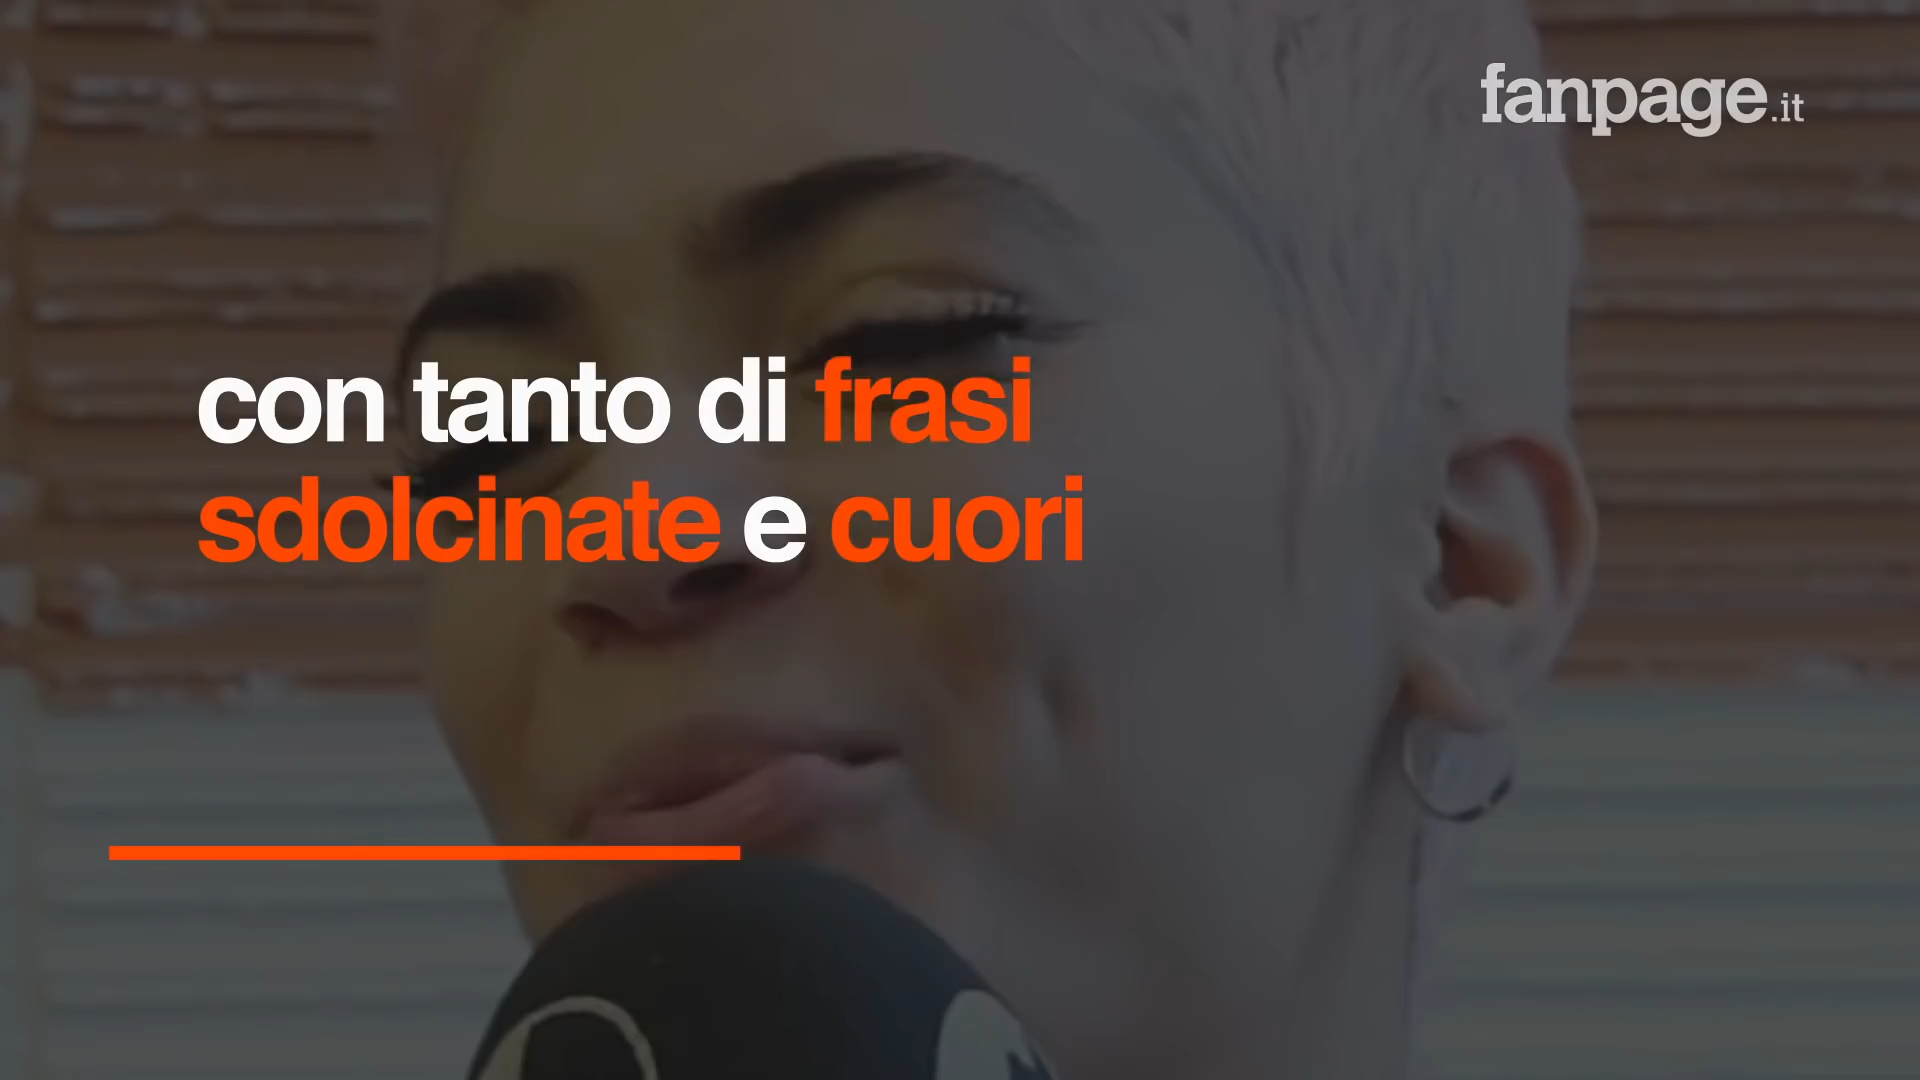 fanpage.it
con tanto di frasi
sdolcinate e cuori